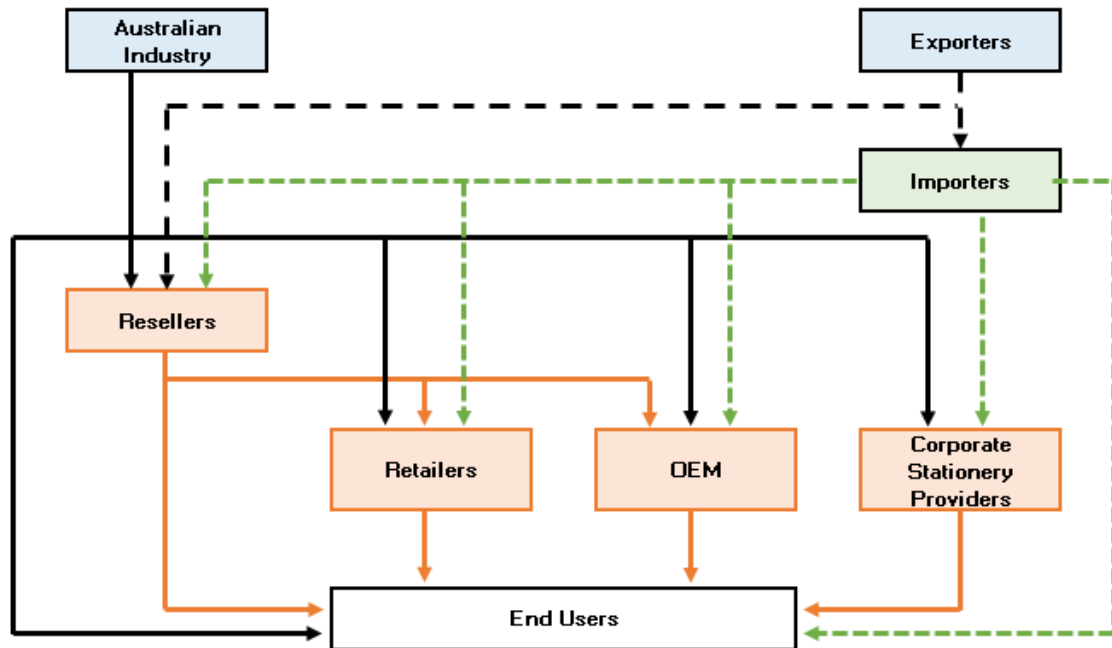 Australian
Industry
Exporters
Importers
Resellers
Retailers
OEM
Corporate
Stationery
Providers
End Users